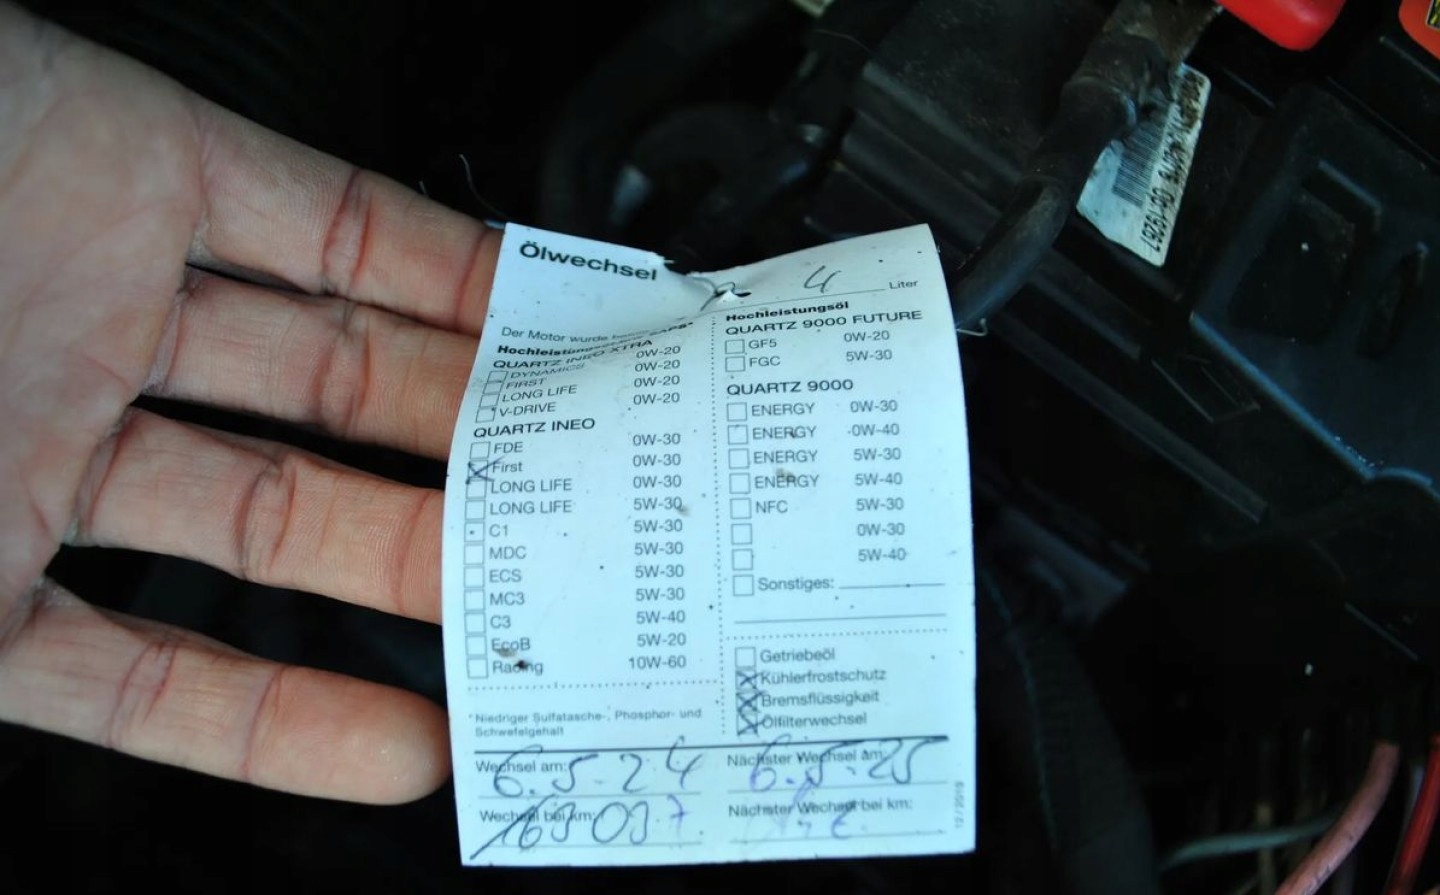 Ölwechsel
4 Liter
Der Motor wurde
Hochleistungsöl
QUARTZ INEO XTRA
DYNAMICS 0W-20
FIRST 0W-20
LONG LIFE 0W-20
V-DRIVE 0W-20
QUARTZ INEO
FDE 0W-30
First 0W-30
LONG LIFE 0W-30
LONG LIFE 5W-30
C1 5W-30
MDC 5W-30
ECS 5W-30
MC3 5W-30
C3 5W-40
EcoB 5W-20
Racing 10W-60
*Niedriger Sulfatasche-, Phosphor- und
Schwefelgehalt
Hochleistungsöl
QUARTZ 9000 FUTURE
GF5 0W-20
FGC 5W-30
QUARTZ 9000
ENERGY 0W-30
ENERGY 0W-40
ENERGY 5W-30
ENERGY 5W-40
NFC 5W-30
0W-30
5W-40
Sonstiges:
Getriebeöl
Kühlerfrostschutz
Bremsflüssigkeit
Ölfilterwechsel
Wechsel am: 6.5.24
Nächster Wechsel am: 6.5.25
Wechsel bei km:
Nächster Wechsel bei km:
12/2019